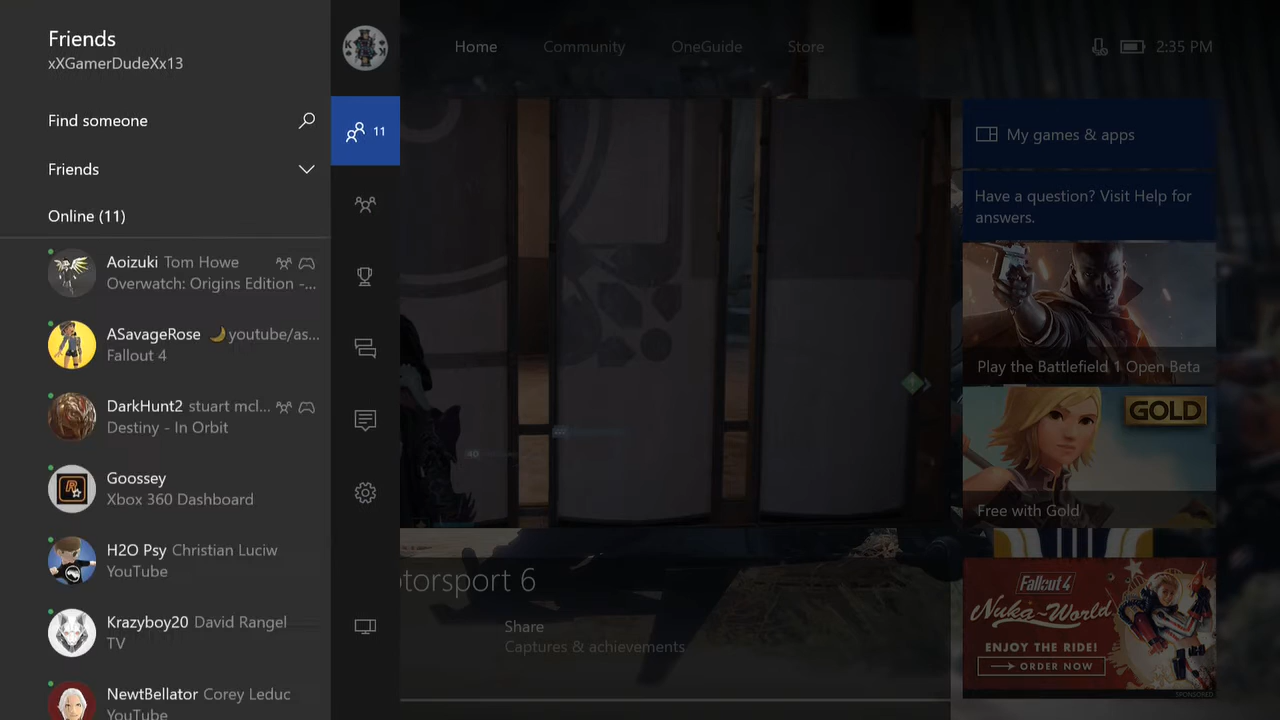 Friends
xXGamerDudeXx13
Find someone
Friends
Online (11)
Aoizuki Tom Howe
Overwatch: Origins Edition -...
ASavageRose 🌙youtube/as...
Fallout 4
DarkHunt2 stuart mcl...
Destiny - In Orbit
Goossey
Xbox 360 Dashboard
H2O Psy Christian Luciw
YouTube
Krazyboy20 David Rangel
TV
NewtBellator Corey Leduc
YouTube
11
Home Community OneGuide Store
2:35 PM
40
otorsport 6
Share
Captures & achievements
My games & apps
Have a question? Visit Help for
answers.
Play the Battlefield 1 Open Beta
GOLD
Free with Gold
Fallout 4
Nuka-World
ENJOY THE RIDE!
ORDER NOW
SPONSORED